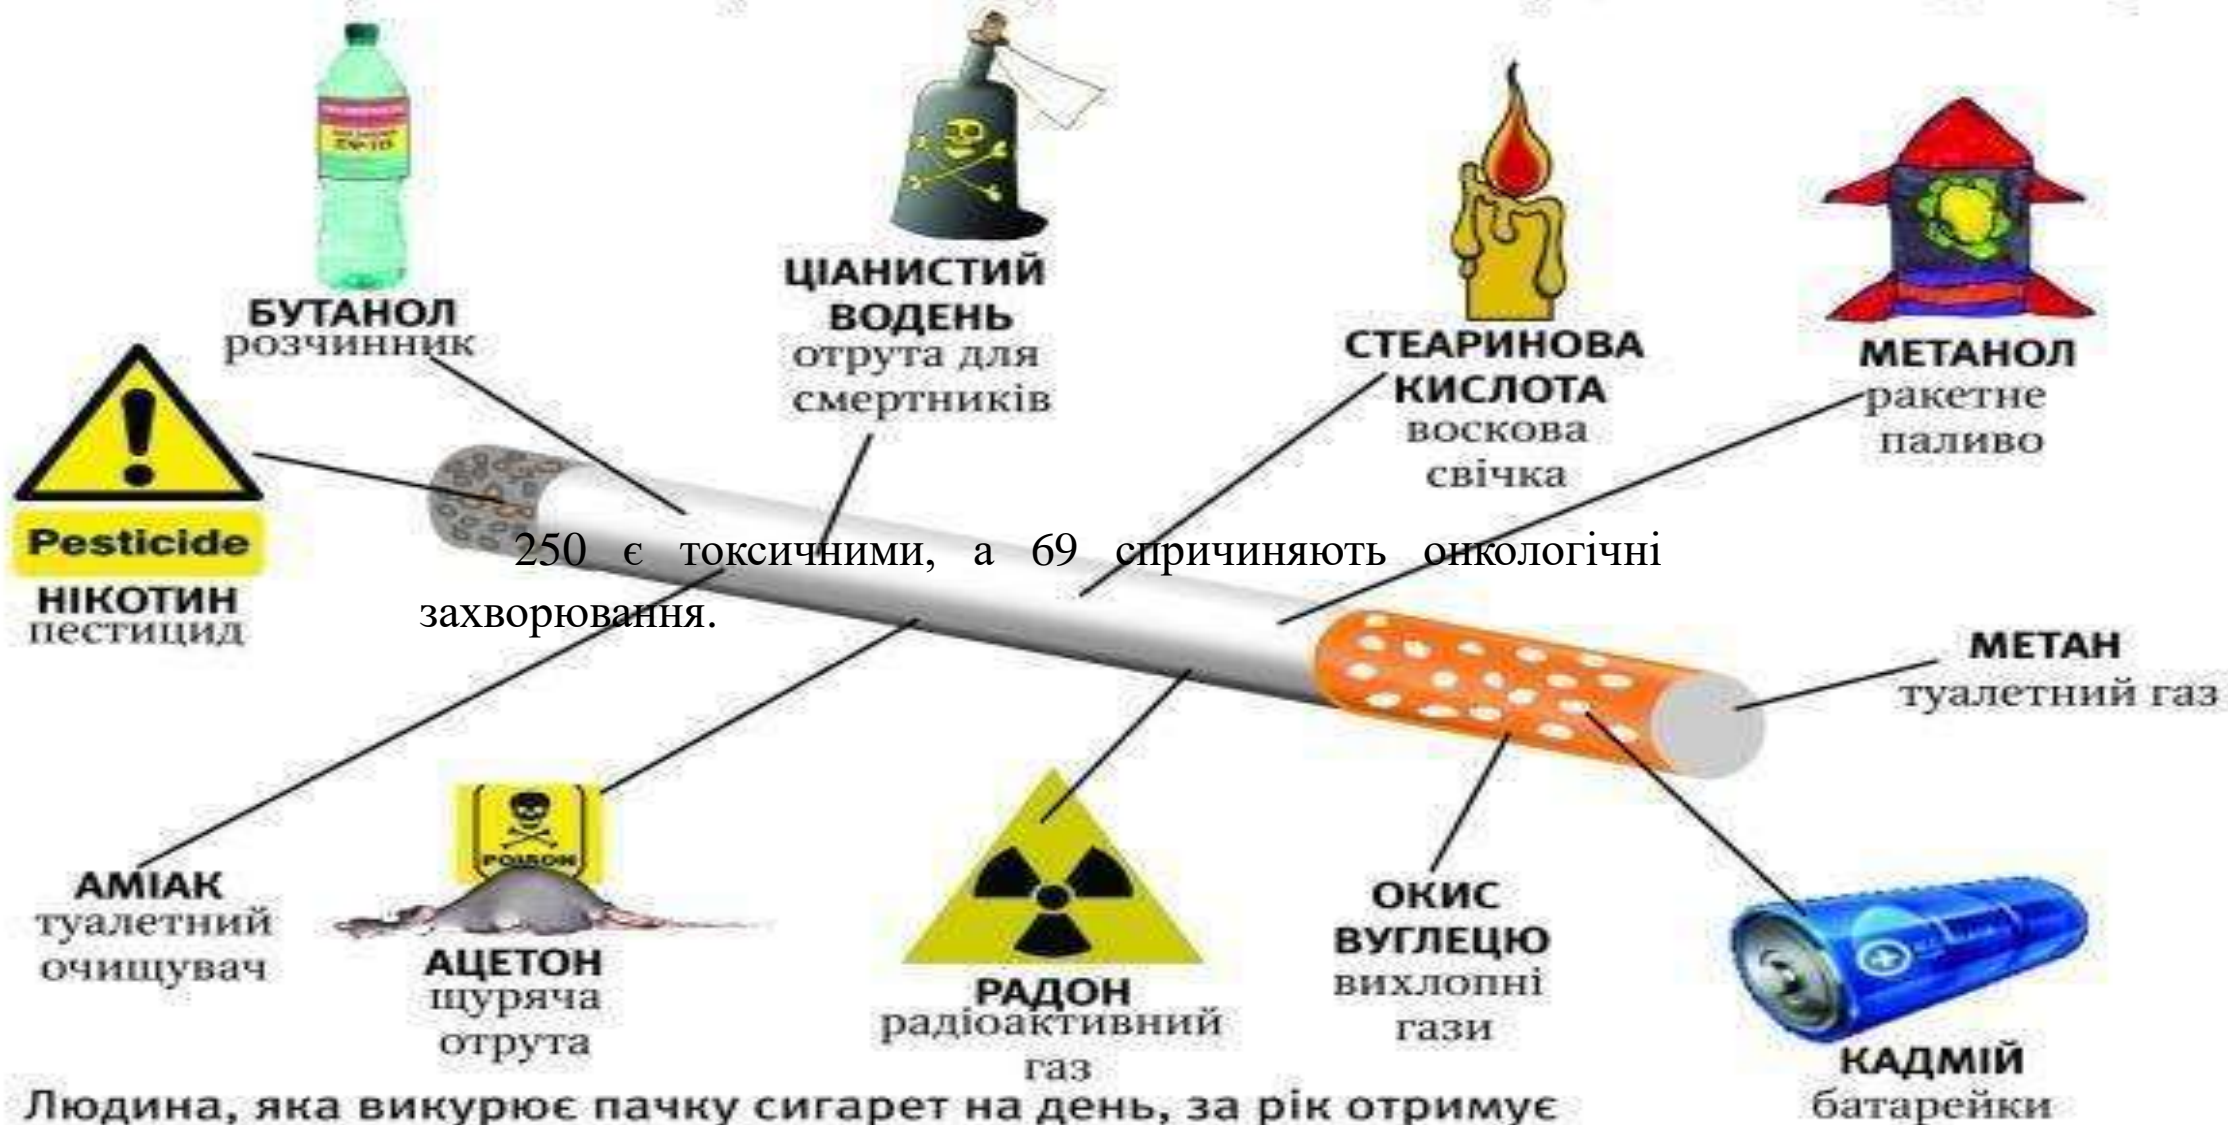 БУТАНОЛ
розчинник
ЦІАНИСТИЙ
ВОДЕНЬ
отрута для
смертників
СТЕАРИНОВА
КИСЛОТА
воскова
свічка
МЕТАНОЛ
ракетне
паливо
Pesticide
НІКОТИН
пестицид
250 є токсичними, а 69 спричиняють онкологічні
захворювання.
МЕТАН
туалетний газ
АМІАК
туалетний
очищувач
POISON
АЦЕТОН
щуряча
отрута
РАДОН
радіоактивний
газ
ОКИС
ВУГЛЕЦЮ
вихлопні
гази
КАДМІЙ
батарейки
Людина, яка викурює пачку сигарет на день, за рік отримує